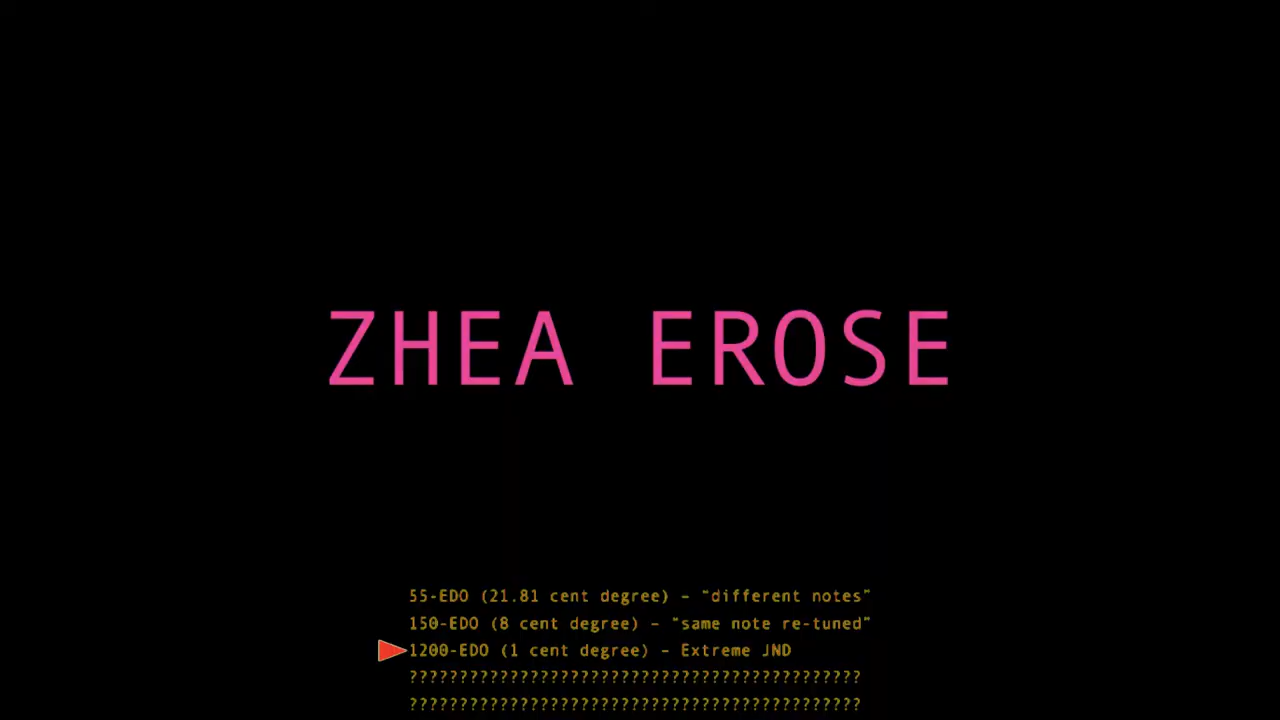 ZHEA EROSE
55-EDO (21.81 cent degree) – "different notes"
150-EDO (8 cent degree) – "same note re-tuned"
1200-EDO (1 cent degree) – Extreme JND
?????????????????????????????????????????????
?????????????????????????????????????????????